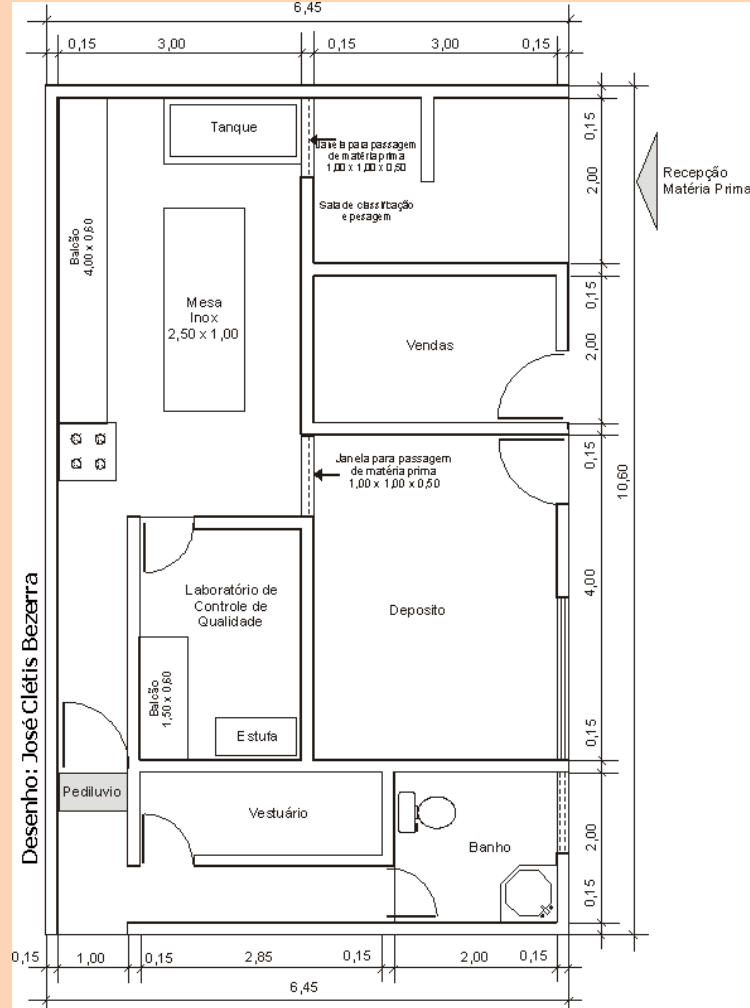 6,45
0,15
3,00
0,15
3,00
0,15
Tanque
Janela para passagem
de matéria prima
1,00 x 1,00 x 0,50
Sala de classificação
e pesagem
0,15
2,00
Recepção
Matéria Prima
Balcão
4,00 x 0,60
Mesa
Inox
2,50 x 1,00
Vendas
0,15
2,00
Janela para passagem
de matéria prima
1,00 x 1,00 x 0,50
0,15
10,60
Laboratório de
Controle de
Qualidade
Deposito
4,00
Balcão
1,50 x 0,60
Estufa
0,15
Desenho: José Clétis Bezerra
Pediluvio
Vestuário
Banho
2,00
0,15
0,15
1,00
0,15
2,85
0,15
2,00
0,15
6,45